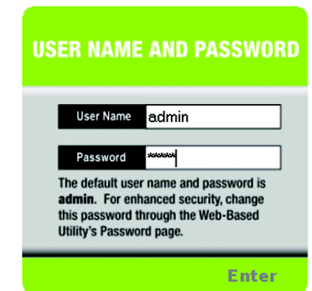 USER NAME AND PASSWORD
User Name admin
Password *****
The default user name and password is
admin. For enhanced security, change
this password through the Web-Based
Utility's Password page.
Enter